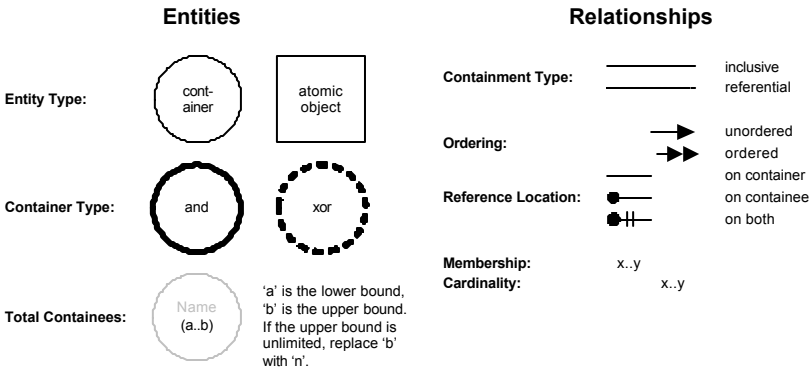 Entities
Relationships
Entity Type:
cont-
ainer
atomic
object
Container Type:
and
xor
Total Containees:
Name
(a..b)
‘a’ is the lower bound,
‘b’ is the upper bound.
If the upper bound is
unlimited, replace ‘b’
with ‘n’.
Containment Type:
inclusive
referential
Ordering:
unordered
ordered
Reference Location:
on container
on containee
on both
Membership:
x..y
Cardinality:
x..y